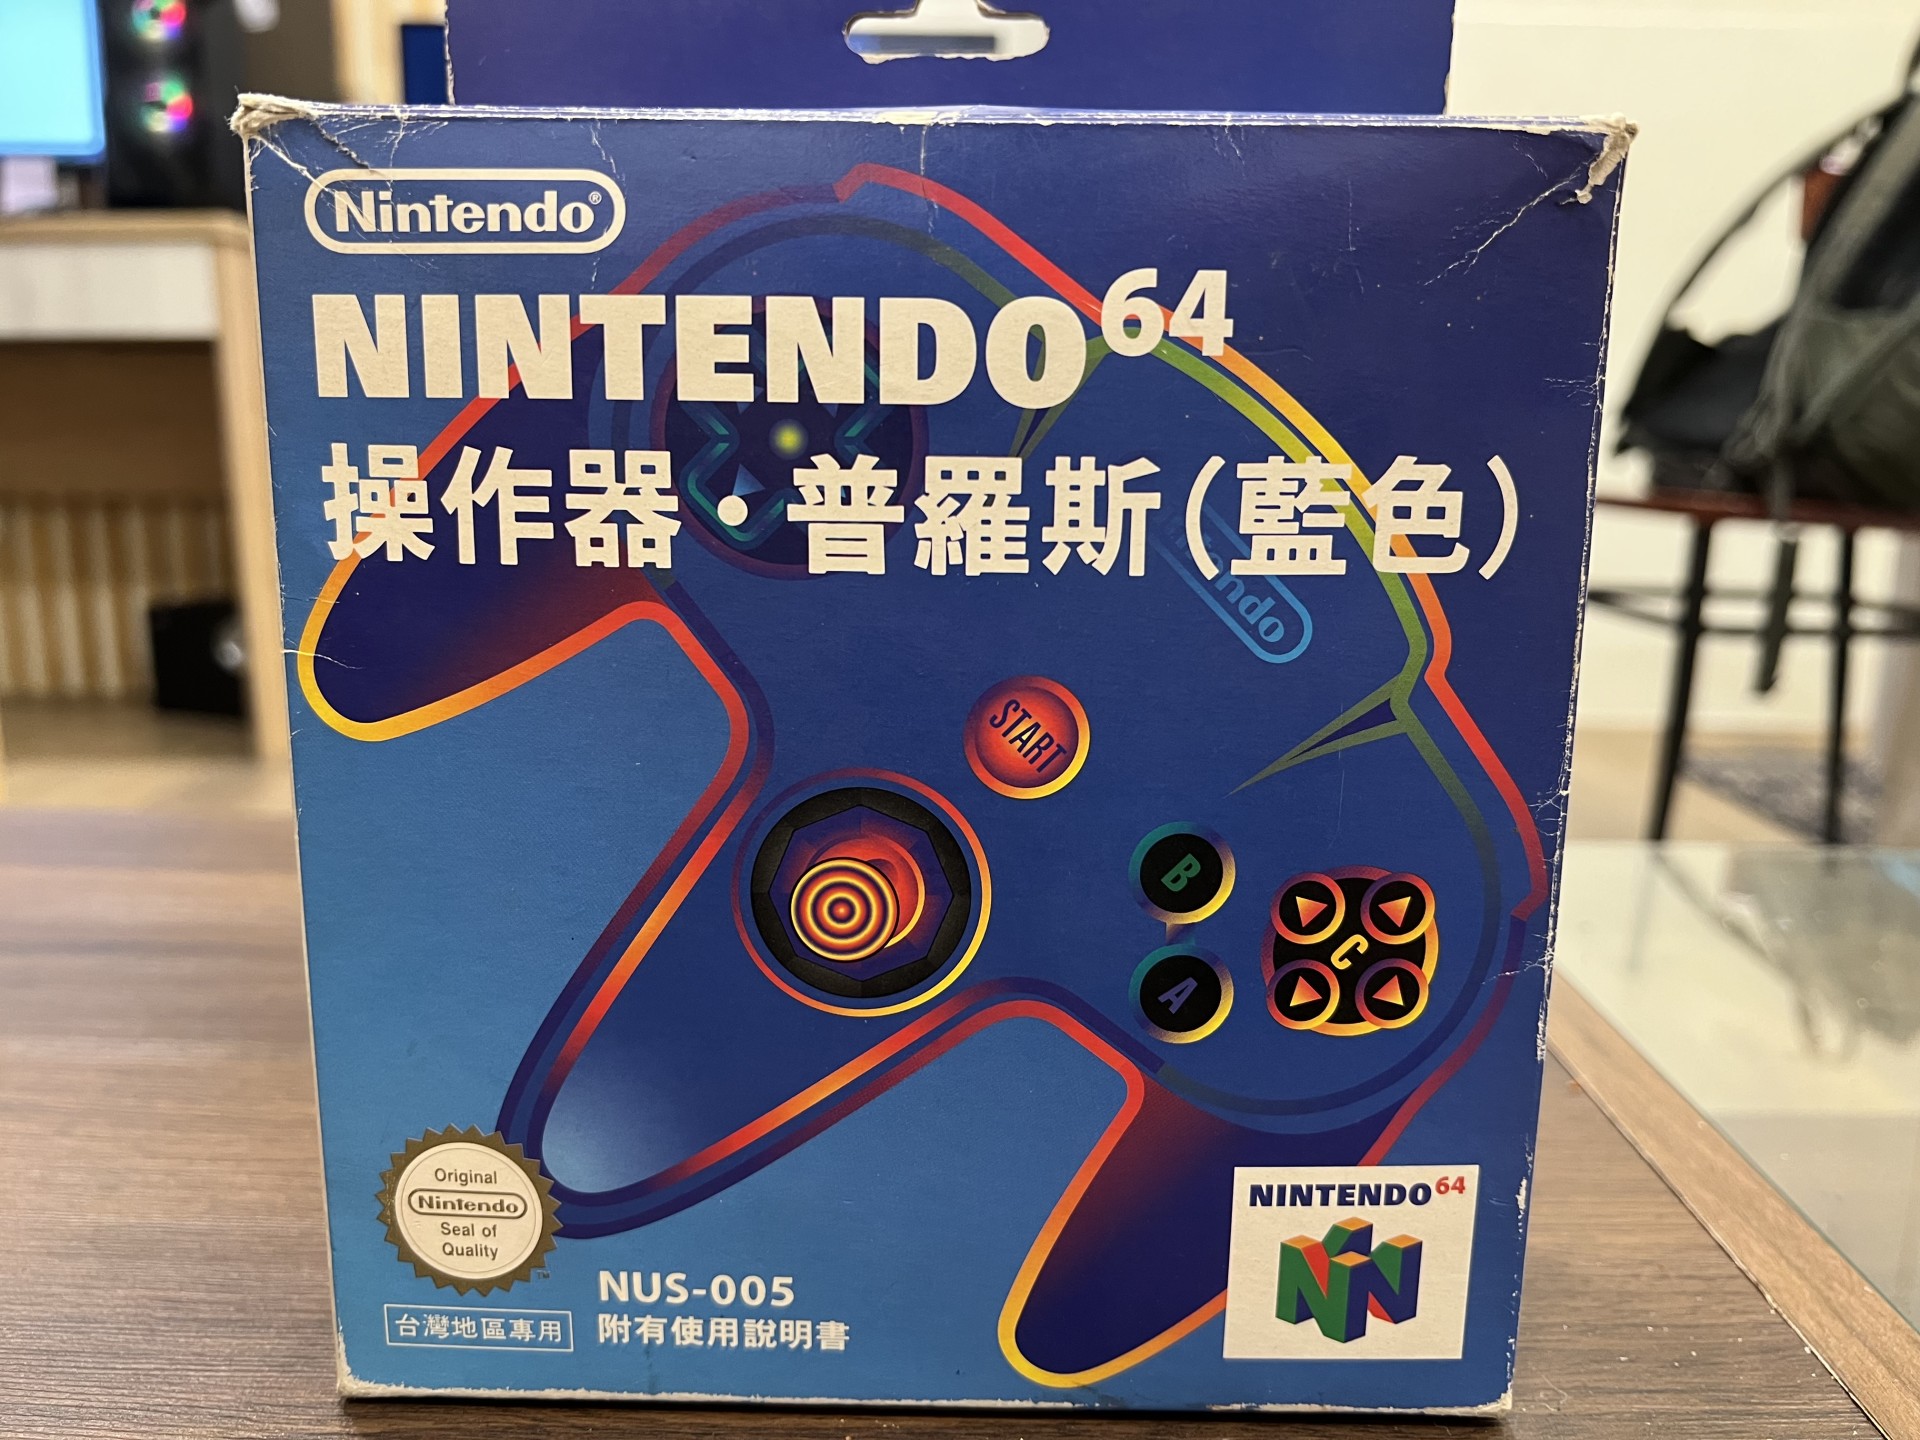 Nintendo®
NINTENDO64
操作器・普羅斯(藍色)
Nintendo
START
B
A
C
Original
Nintendo
Seal of
Quality
TM
NUS-005
台灣地區專用
附有使用說明書
NINTENDO64